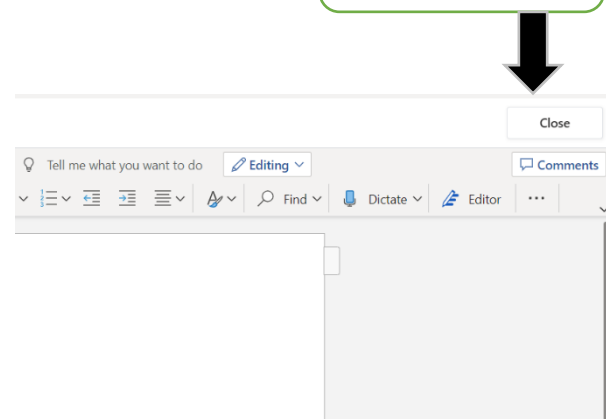 Close
Tell me what you want to do Editing Comments
Find Dictate Editor ...